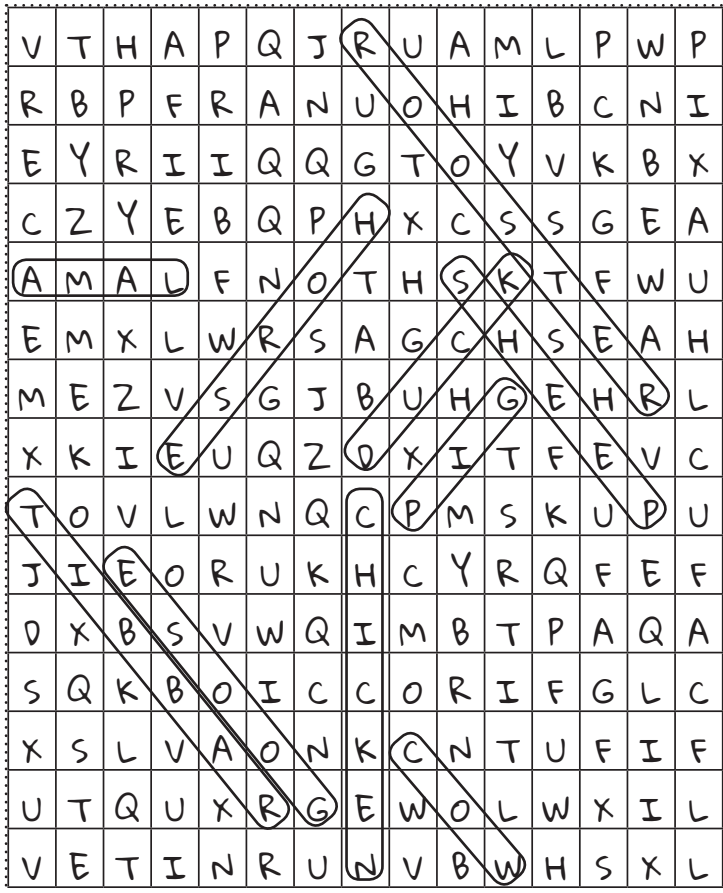 V T H A P Q J R U A M L P W P
R B P F R A N U O H I B C N I
E Y R I I Q Q G T O Y V K B X
C Z Y E B Q P H X C S S G E A
A M A L F N O T H S K T F W U
E M X L W R S A G C H S E A H
M E Z V S G J B U H G E H R L
X K I E U Q Z D X I T F E V C
T O V L W N Q C P M S K U P U
J I E O R U K H C Y R Q F E F
D X B S V W Q I M B T P A Q A
S Q K B O I C C O R I F G L C
X S L V A O N K C N T U F I F
U T Q U X R G E W O L W X I L
V E T I N R U N V B W H S X L